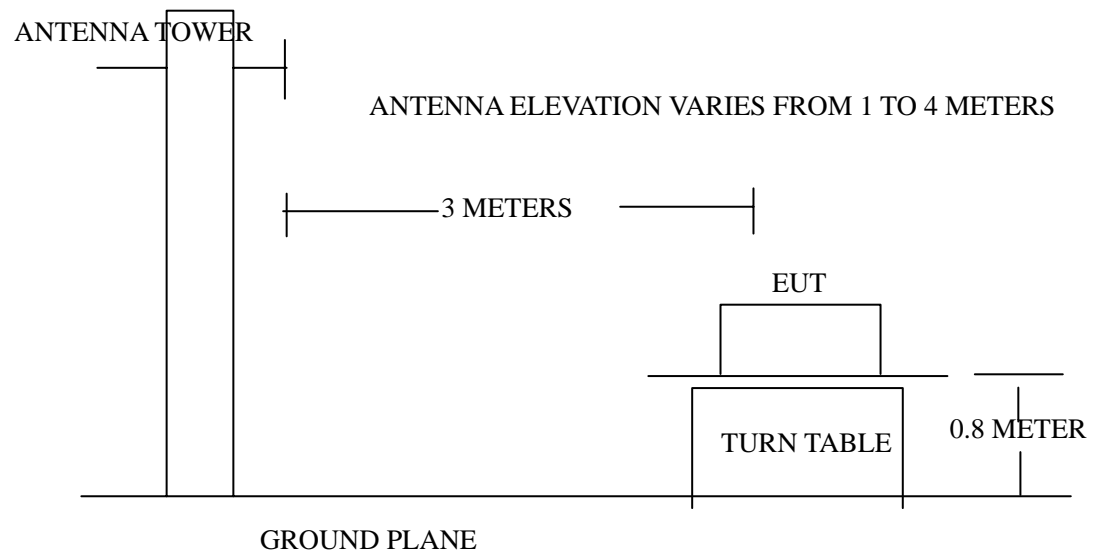 ANTENNA TOWER
ANTENNA ELEVATION VARIES FROM 1 TO 4 METERS
3 METERS
EUT
0.8 METER
TURN TABLE
GROUND PLANE